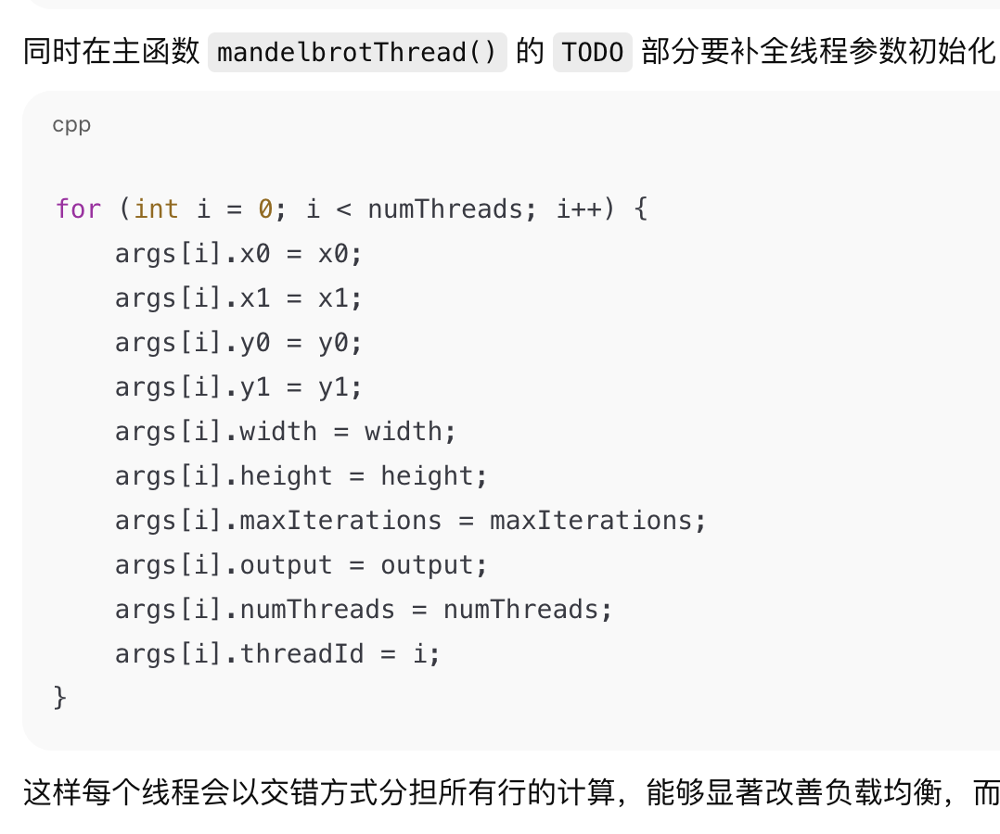 同时在主函数 mandelbrotThread() 的 TODO 部分要补全线程参数初始化
cpp
for (int i = 0; i < numThreads; i++) {
    args[i].x0 = x0;
    args[i].x1 = x1;
    args[i].y0 = y0;
    args[i].y1 = y1;
    args[i].width = width;
    args[i].height = height;
    args[i].maxIterations = maxIterations;
    args[i].output = output;
    args[i].numThreads = numThreads;
    args[i].threadId = i;
}
这样每个线程会以交错方式分担所有行的计算，能够显著改善负载均衡，而